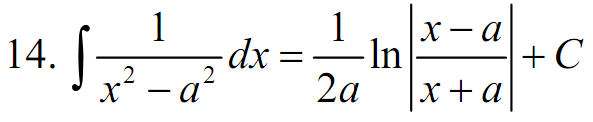 14. ∫ 1/(x² − a²) dx = 1/(2a) ln |(x − a)/(x + a)| + C